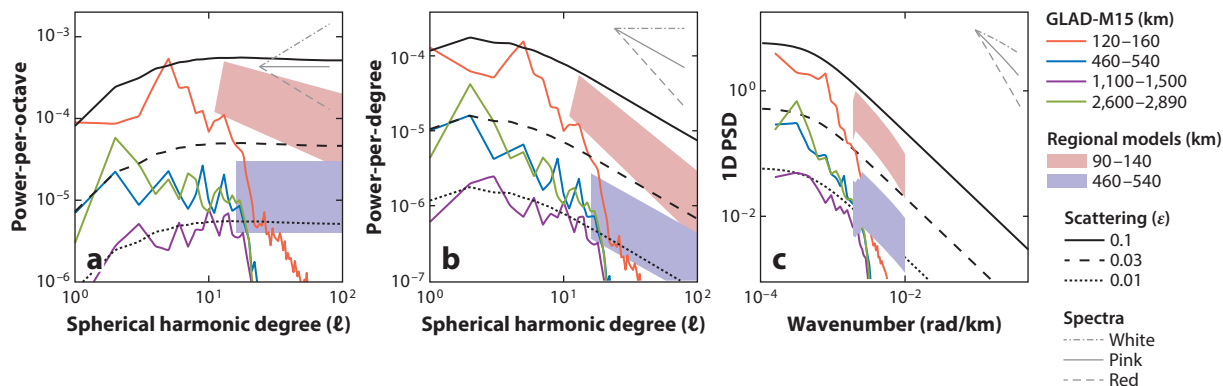 10⁻³
10⁻⁴
10⁻⁵
10⁻⁶
Power-per-octave
a
10⁰
10¹
10²
Spherical harmonic degree (ℓ)
10⁻⁴
10⁻⁵
10⁻⁶
10⁻⁷
Power-per-degree
b
10⁰
10¹
10²
Spherical harmonic degree (ℓ)
10⁰
10⁻²
1D PSD
c
10⁻⁴
10⁻²
Wavenumber (rad/km)
GLAD-M15 (km)
120–160
460–540
1,100–1,500
2,600–2,890
Regional models (km)
90–140
460–540
Scattering (ε)
0.1
0.03
0.01
Spectra
White
Pink
Red